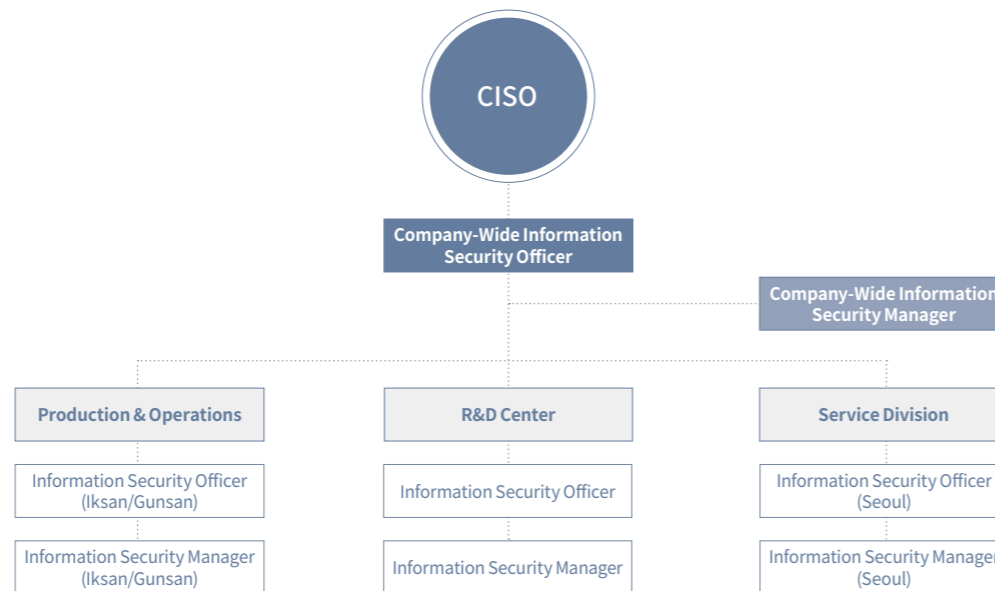 CISO
Company-Wide Information
Security Officer
Company-Wide Information
Security Manager
Production & Operations
R&D Center
Service Division
Information Security Officer
(Iksan/Gunsan)
Information Security Officer
Information Security Officer
(Seoul)
Information Security Manager
(Iksan/Gunsan)
Information Security Manager
Information Security Manager
(Seoul)